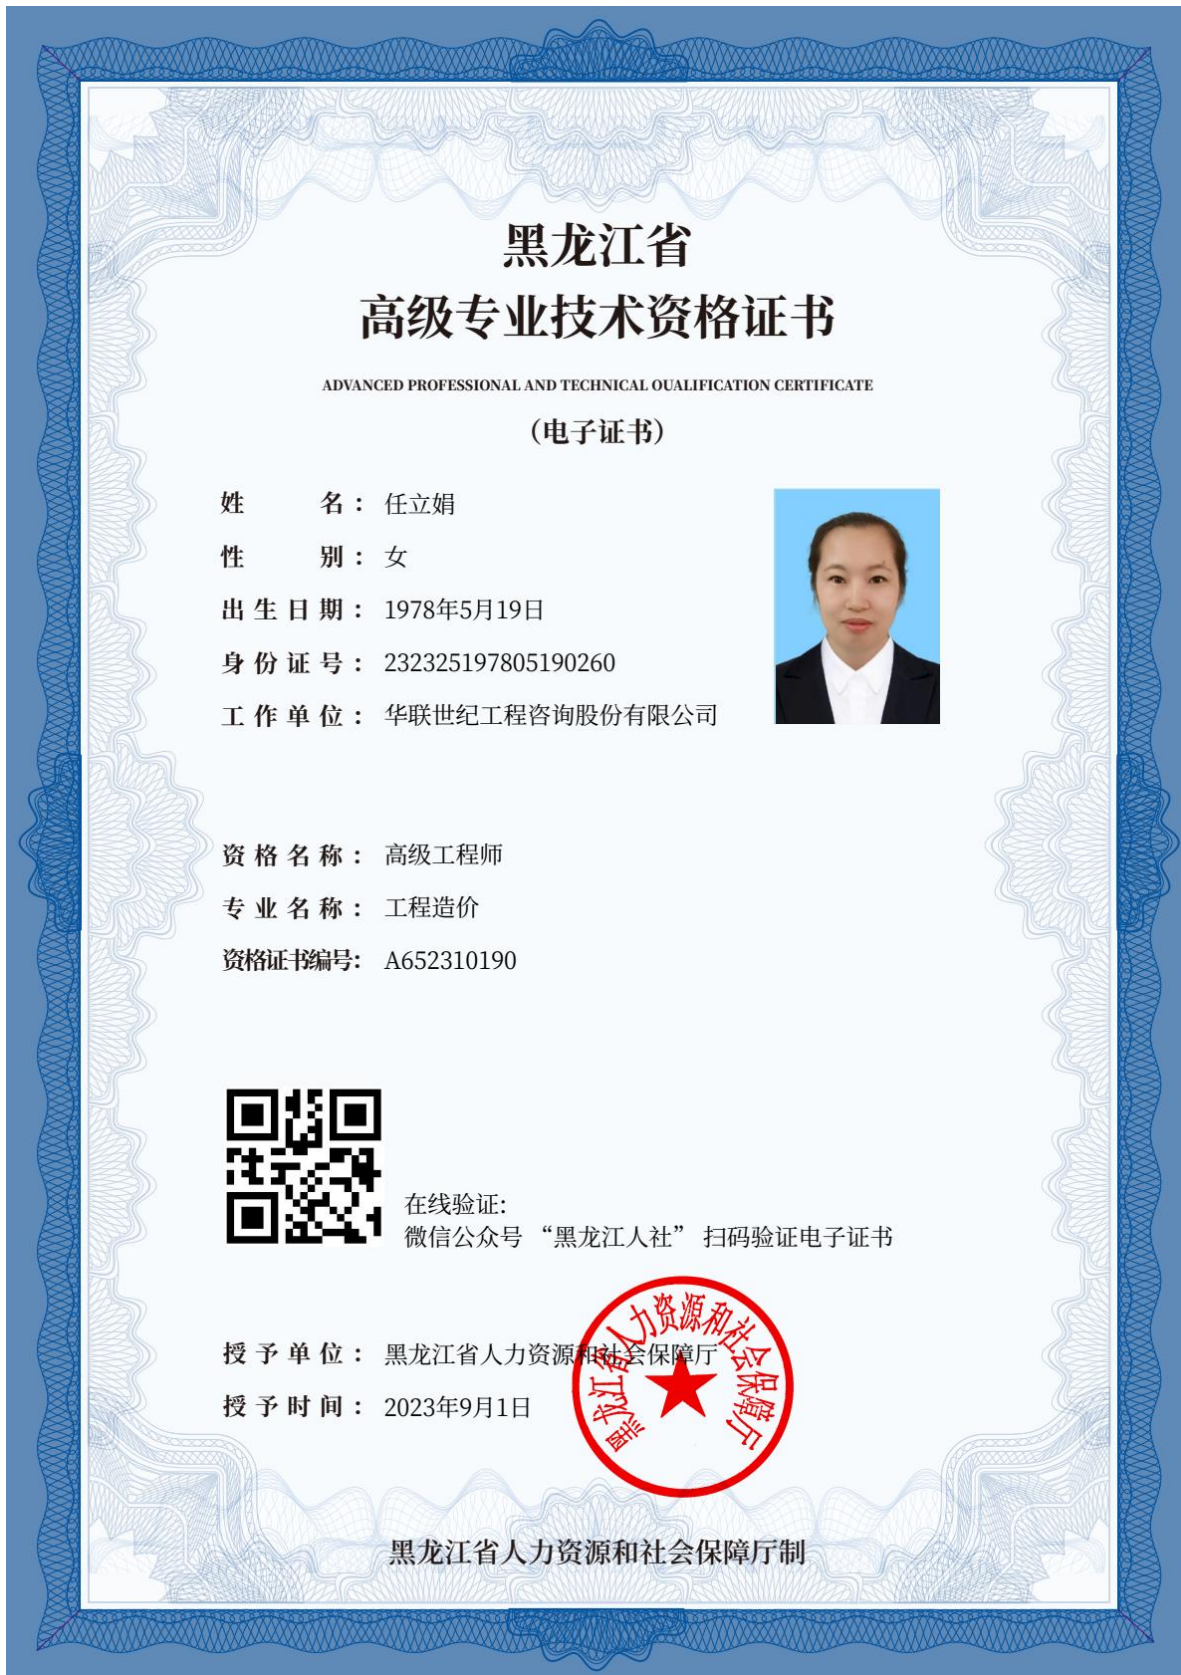 黑龙江省
高级专业技术资格证书
ADVANCED PROFESSIONAL AND TECHNICAL OUALIFICATION CERTIFICATE
（电子证书）
姓名：任立娟
性别：女
出生日期：1978年5月19日
身份证号：232325197805190260
工作单位：华联世纪工程咨询股份有限公司
资格名称：高级工程师
专业名称：工程造价
资格证书编号：A652310190
在线验证:
微信公众号 “黑龙江人社” 扫码验证电子证书
授予单位：黑龙江省人力资源和社会保障厅
授予时间：2023年9月1日
黑龙江省人力资源和社会保障厅
黑龙江省人力资源和社会保障厅制